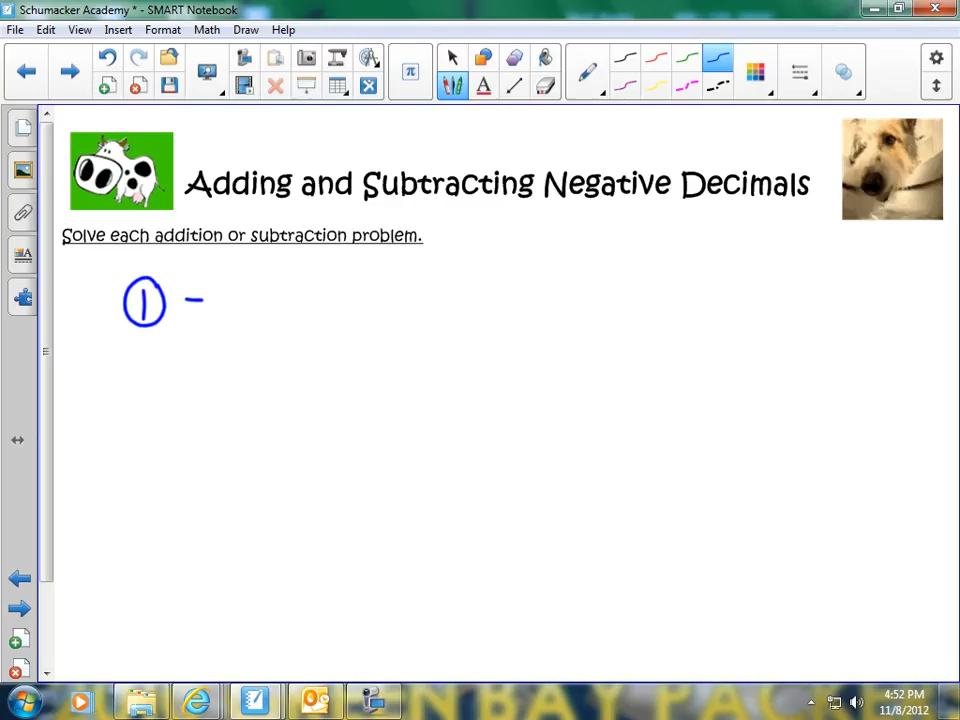 Schumacker Academy * - SMART Notebook
File Edit View Insert Format Math Draw Help
π
A
Adding and Subtracting Negative Decimals
Solve each addition or subtraction problem.
① -
4:52 PM
11/8/2012